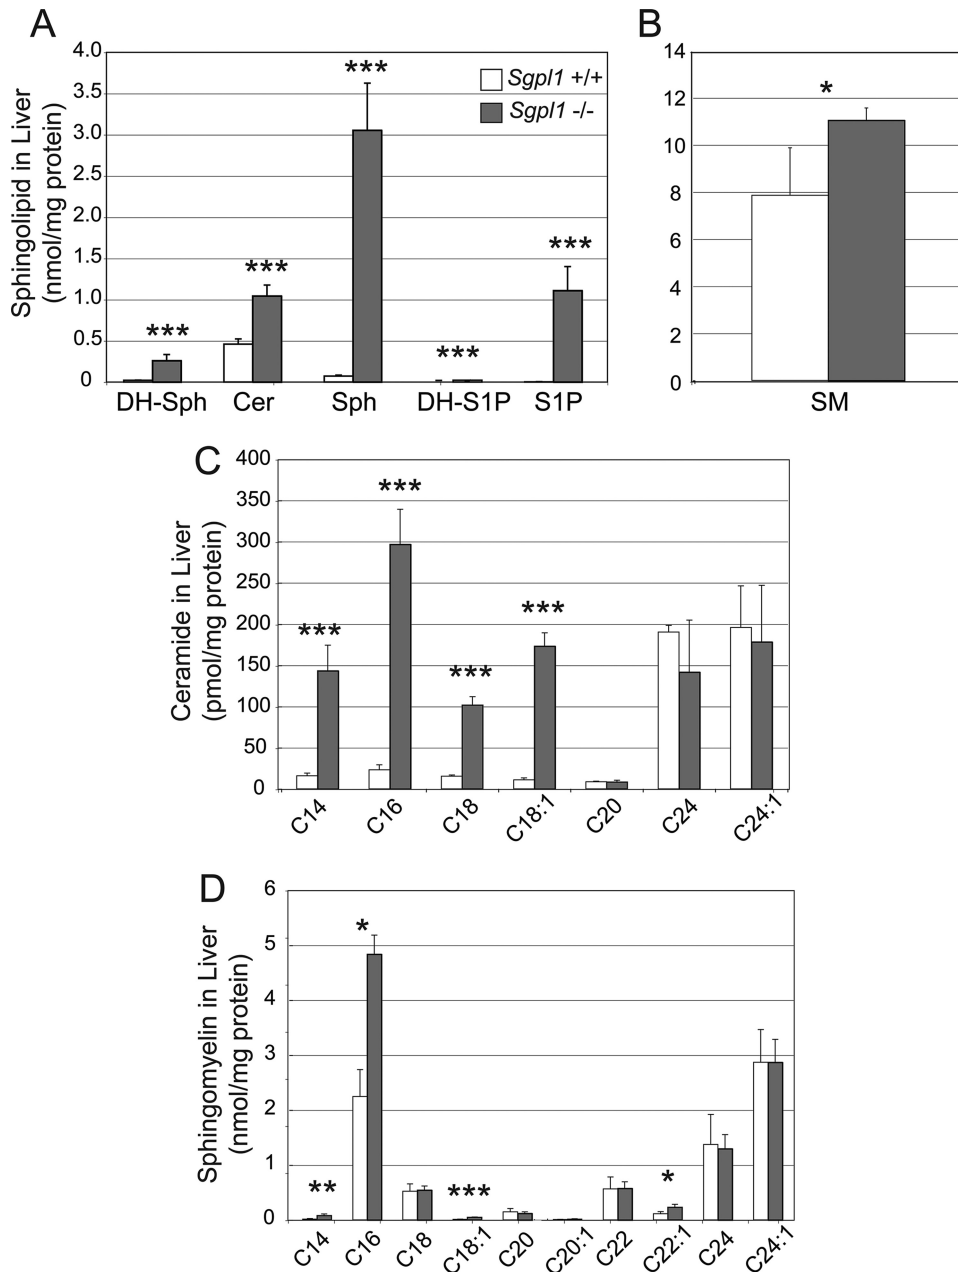 A
Sphingolipid in Liver
(nmol/mg protein)
4.0
3.5
3.0
2.5
2.0
1.5
1.0
0.5
0
***
***
***
***
***
Sgpl1 +/+
Sgpl1 -/-
DH-Sph Cer Sph DH-S1P S1P
B
14
12
10
8
6
4
2
0
*
SM
C
Ceramide in Liver
(pmol/mg protein)
400
350
300
250
200
150
100
50
0
***
***
***
***
C14 C16 C18 C18:1 C20 C24 C24:1
D
Sphingomyelin in Liver
(nmol/mg protein)
6
5
4
3
2
1
0
**
*
***
*
C14 C16 C18 C18:1 C20 C20:1 C22 C22:1 C24 C24:1